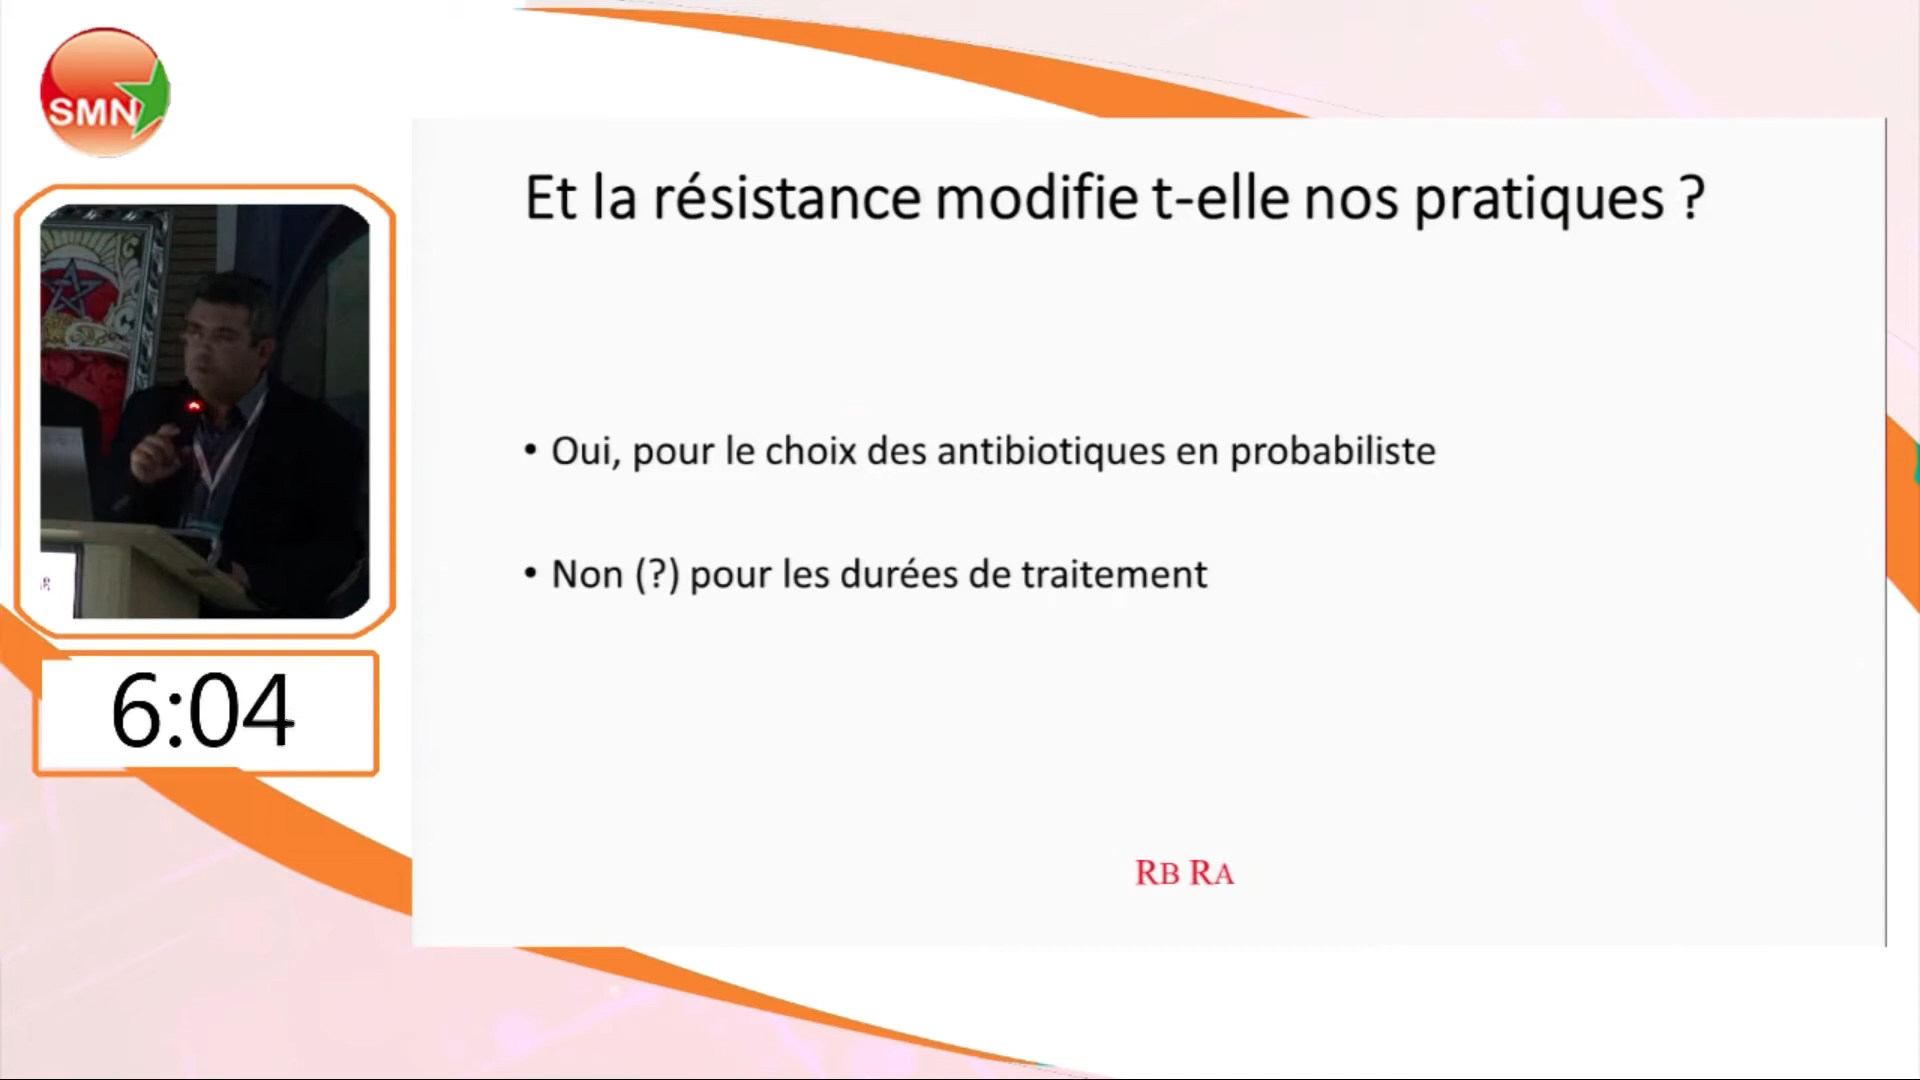 SMN
Et la résistance modifie t-elle nos pratiques ?
• Oui, pour le choix des antibiotiques en probabiliste
• Non (?) pour les durées de traitement
6:04
RB RA